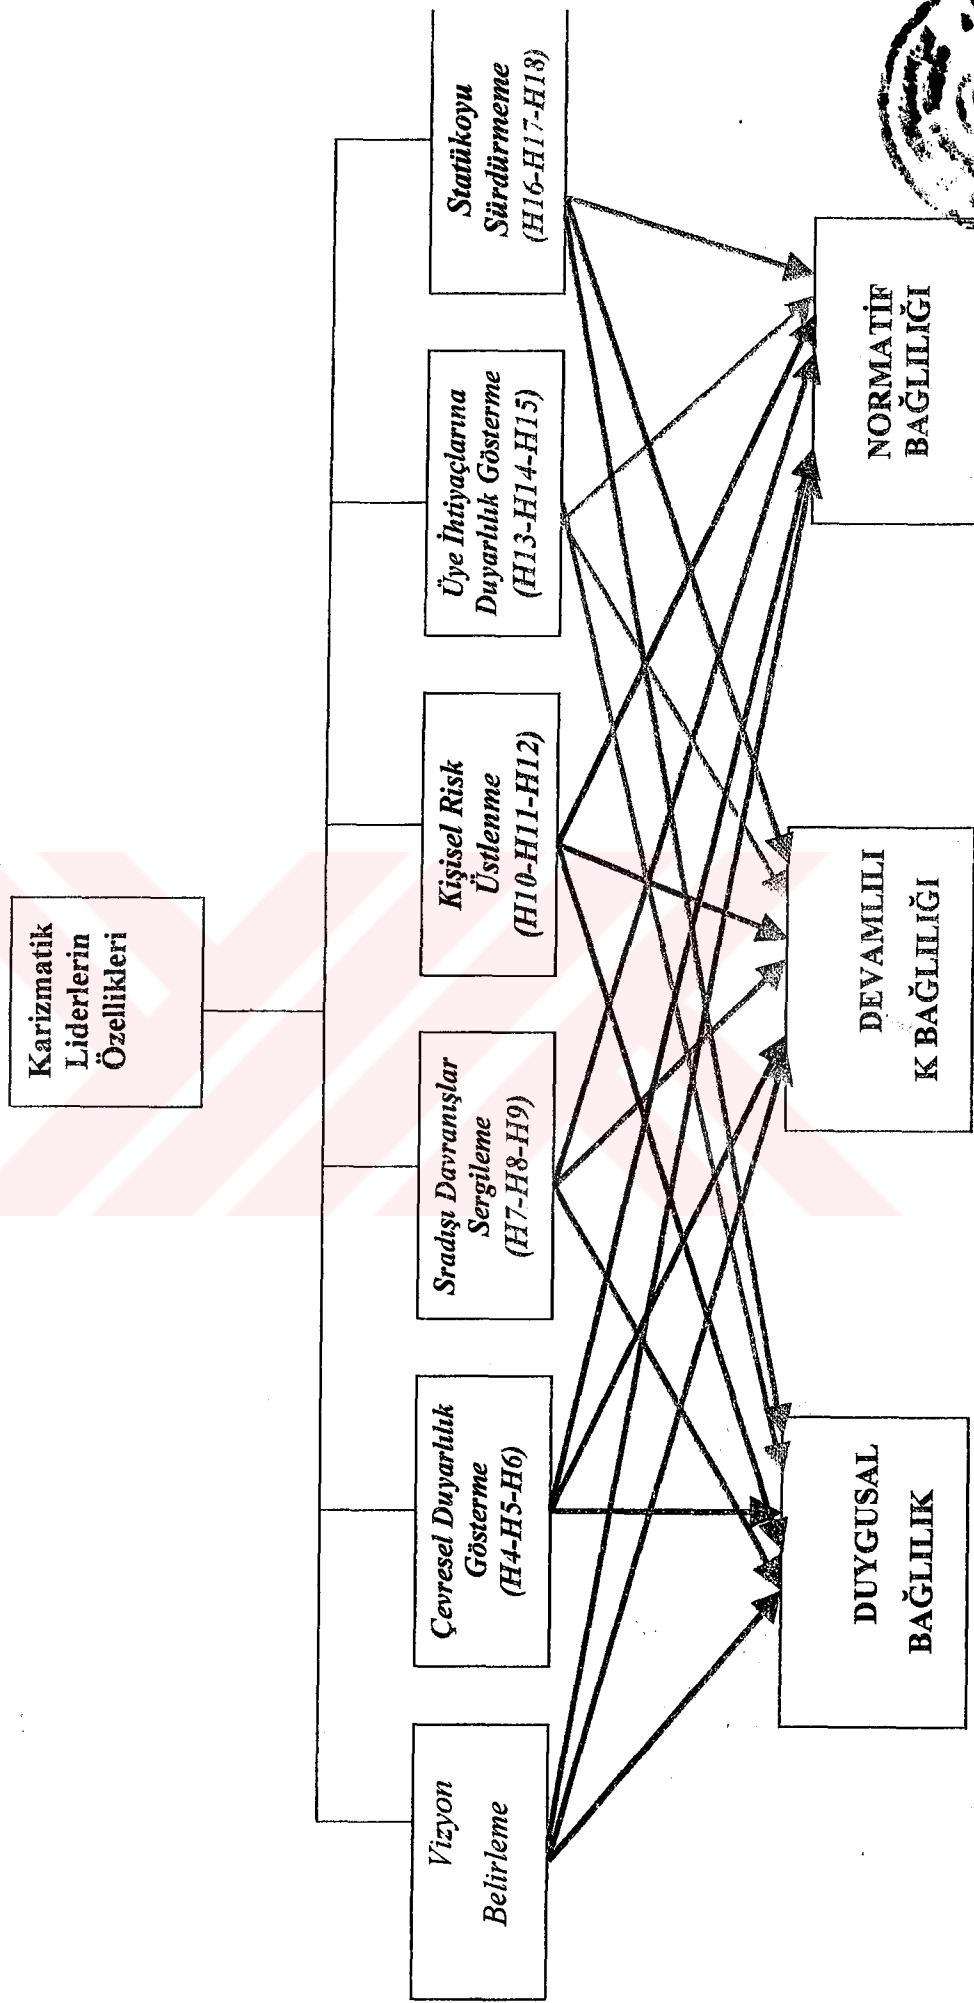 Karizmatik
Liderlerin
Özellikleri
Vizyon
Belirleme
Çevresel Duyarlılık
Gösterme
(H4-H5-H6)
Sradışı Davranışlar
Sergileme
(H7-H8-H9)
Kişisel Risk
Üstlenme
(H10-H11-H12)
Üye İhtiyaçlarına
Duyarlılık Gösterme
(H13-H14-H15)
Statükoyu
Sürdürmeme
(H16-H17-H18)
DUYGUSAL
BAĞLILIK
DEVAMLILI
K BAĞLILIĞI
NORMATİF
BAĞLILIĞI